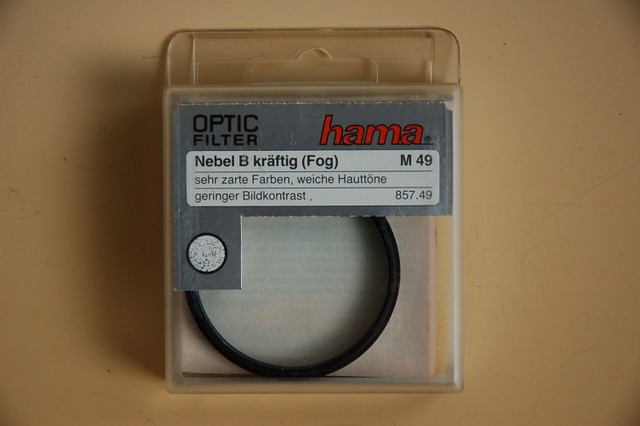 OPTIC
FILTER
hama®
Nebel B kräftig (Fog) M 49
sehr zarte Farben, weiche Hauttöne
geringer Bildkontrast . 857.49